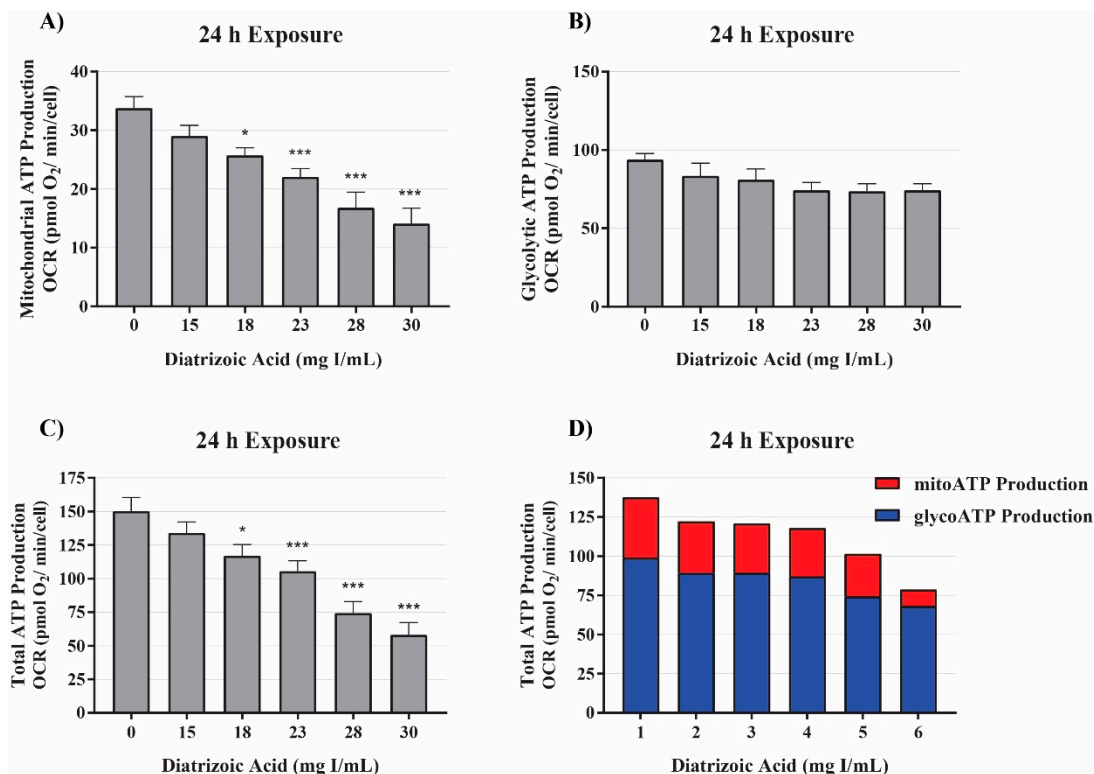 A)
24 h Exposure
Mitochondrial ATP Production
OCR (pmol O₂/ min/cell)
40
30
20
10
0
*
***
***
***
0 15 18 23 28 30
Diatrizoic Acid (mg I/mL)
B)
24 h Exposure
Glycolytic ATP Production
OCR (pmol O₂/ min/cell)
150
100
50
0
0 15 18 23 28 30
Diatrizoic Acid (mg I/mL)
C)
24 h Exposure
Total ATP Production
OCR (pmol O₂/ min/cell)
175
150
125
100
75
50
25
0
*
***
***
***
0 15 18 23 28 30
Diatrizoic Acid (mg I/mL)
D)
24 h Exposure
Total ATP Production
OCR (pmol O₂/ min/cell)
150
125
100
75
50
25
0
mitoATP Production
glycoATP Production
1 2 3 4 5 6
Diatrizoic Acid (mg I/mL)